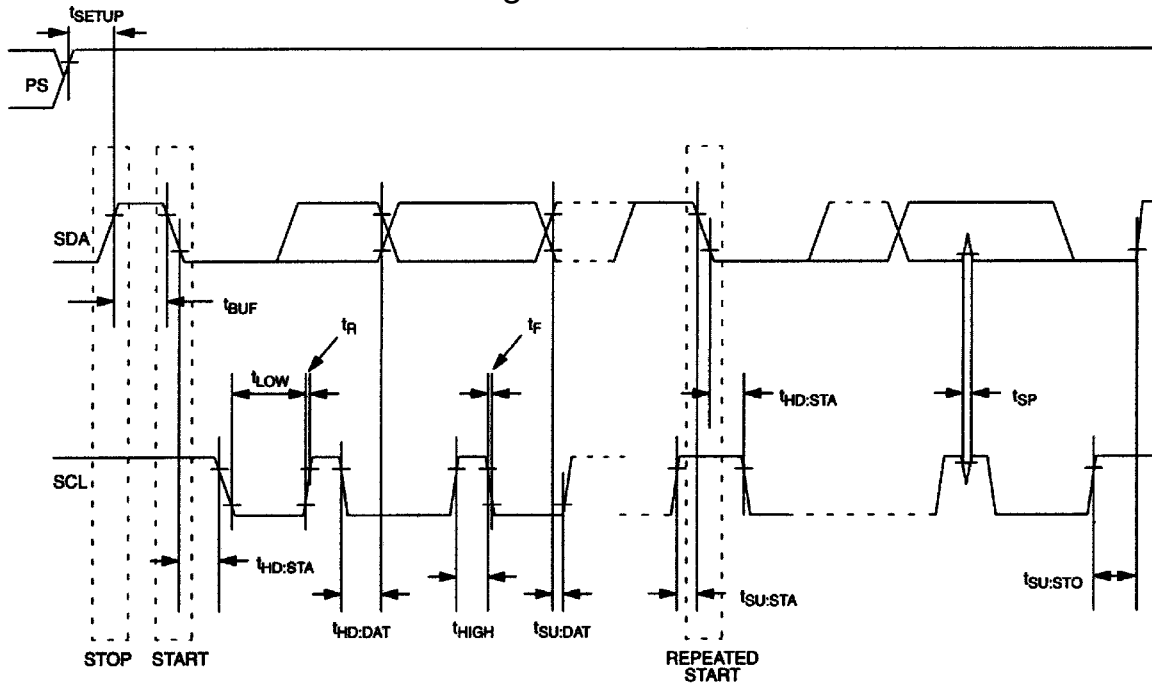 tSETUP
PS
SDA
tBUF
tR
tF
tLOW
tHD:STA
tSP
SCL
tHD:STA
tSU:STA
tSU:STO
tHD:DAT
tHIGH
tSU:DAT
STOP
START
REPEATED
START